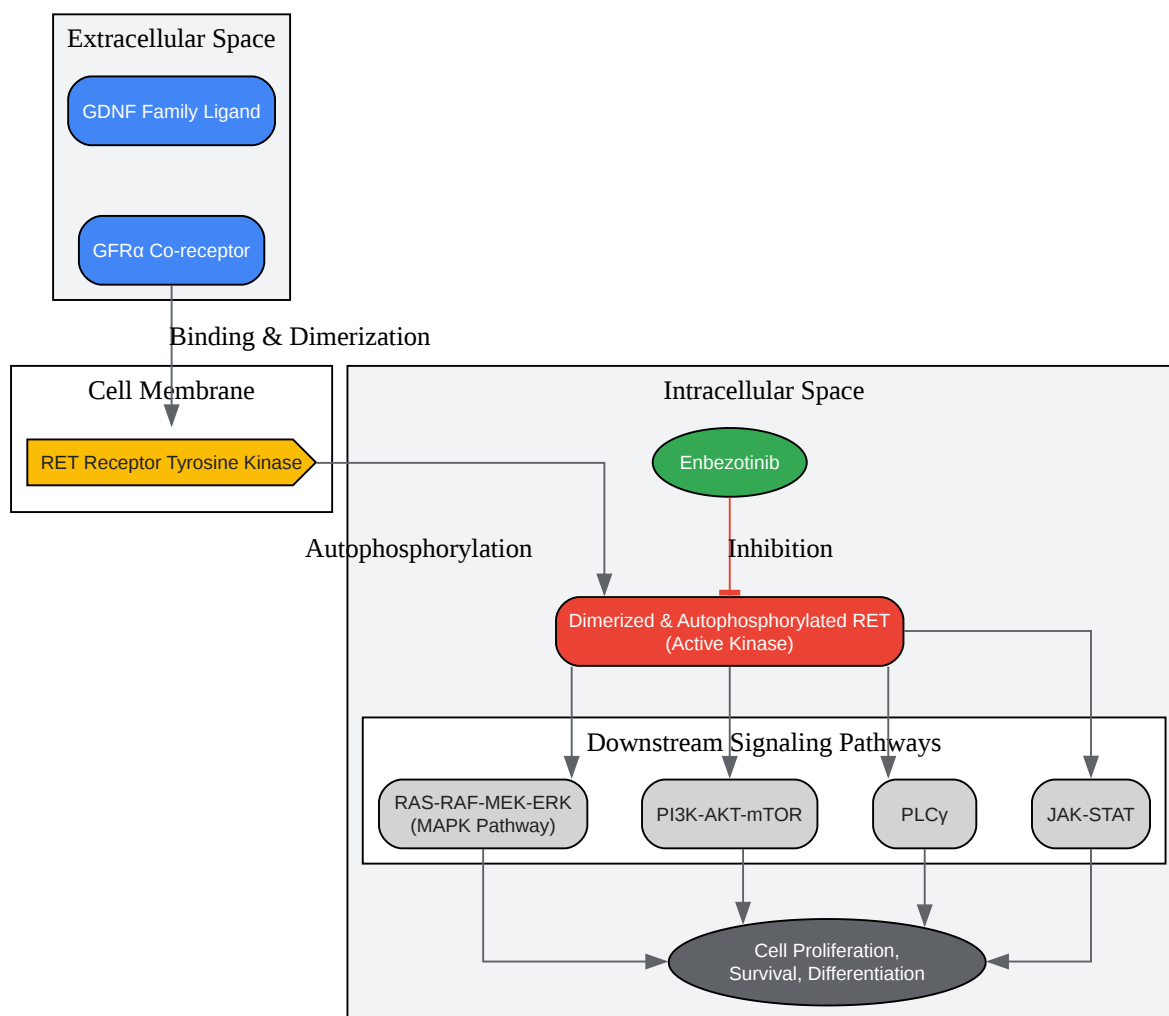 Extracellular Space
GDNF Family Ligand
GFRα Co-receptor
Binding & Dimerization
Cell Membrane
RET Receptor Tyrosine Kinase
Intracellular Space
Enbezotinib
Autophosphorylation
Inhibition
Dimerized & Autophosphorylated RET
(Active Kinase)
Downstream Signaling Pathways
RAS-RAF-MEK-ERK
(MAPK Pathway)
PI3K-AKT-mTOR
PLCγ
JAK-STAT
Cell Proliferation,
Survival, Differentiation